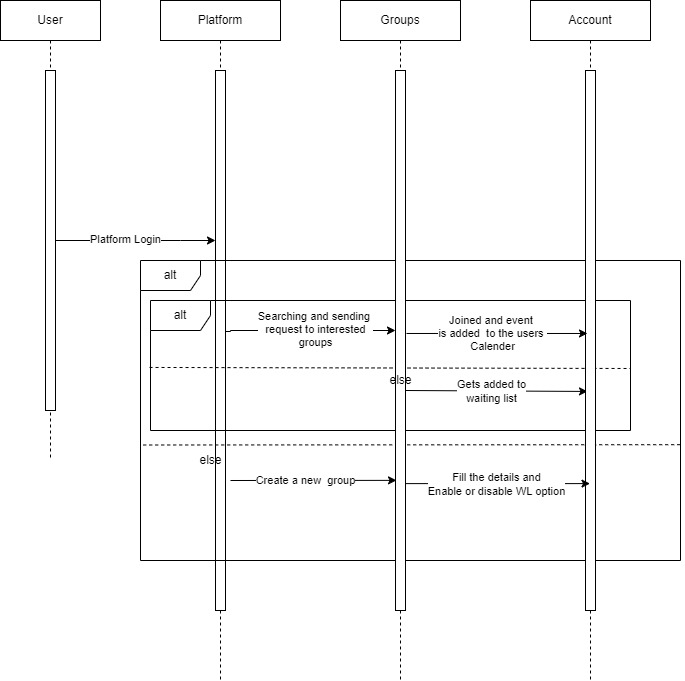 User
Platform
Groups
Account
Platform Login
alt
alt
Searching and sending
request to interested
groups
Joined and event
is added to the users
Calender
else
Gets added to
waiting list
else
Create a new group
Fill the details and
Enable or disable WL option